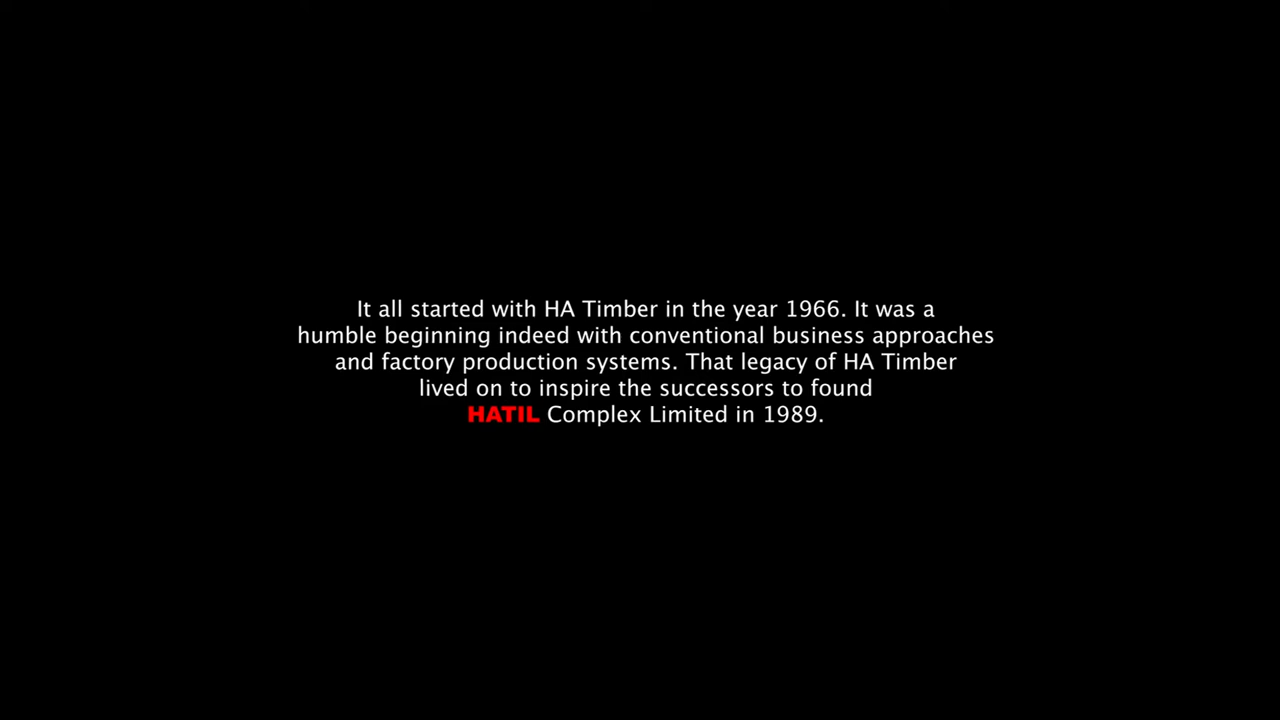 It all started with HA Timber in the year 1966. It was a
humble beginning indeed with conventional business approaches
and factory production systems. That legacy of HA Timber
lived on to inspire the successors to found
HATIL Complex Limited in 1989.